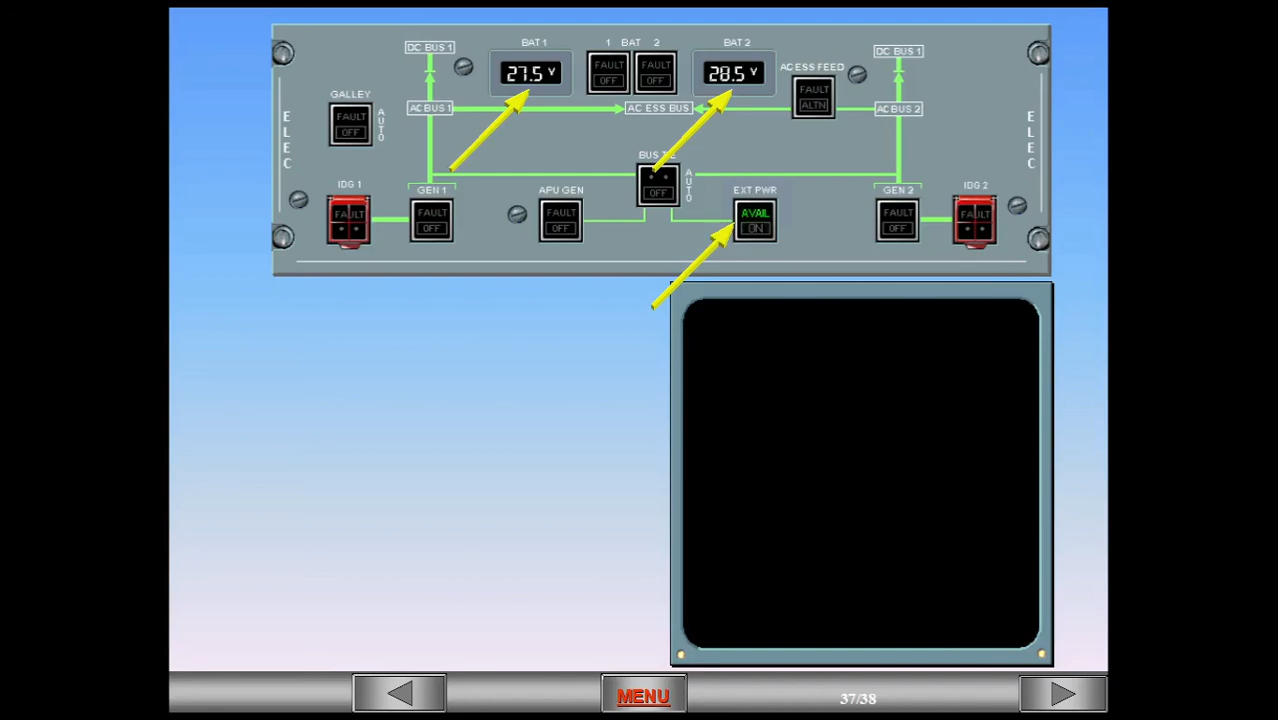 BAT 1
1 BAT 2
BAT 2
DC BUS 1
DC BUS 1
27.5 V
FAULT
OFF
FAULT
OFF
28.5 V
AC ESS FEED
FAULT
ALTN
GALLEY
FAULT
OFF
AUTO
AC BUS 1
AC ESS BUS
AC BUS 2
ELEC
ELEC
BUS TIE
OFF
AUTO
IDG 1
FAULT
GEN 1
FAULT
OFF
APU GEN
FAULT
OFF
EXT PWR
AVAIL
ON
GEN 2
FAULT
OFF
IDG 2
FAULT
MENU
37/38